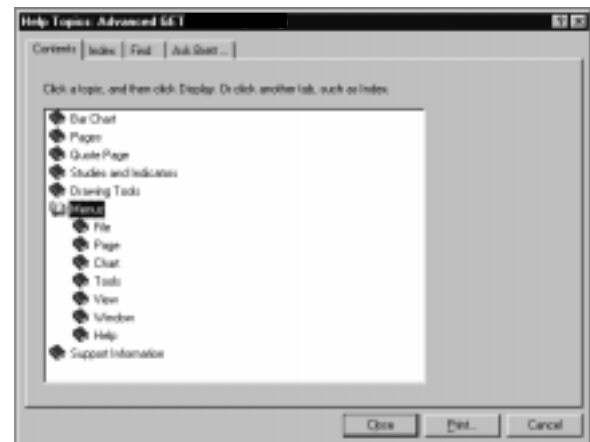 Help Topics: Advanced GET
Contents Index Find Ask Brett ...
Click a topic, and then click Display. Or click another tab, such as Index.
Bar Chart
Pages
Quote Page
Studies and Indicators
Drawing Tools
Menus
File
Page
Chart
Tools
View
Window
Help
Support Information
Close Print... Cancel